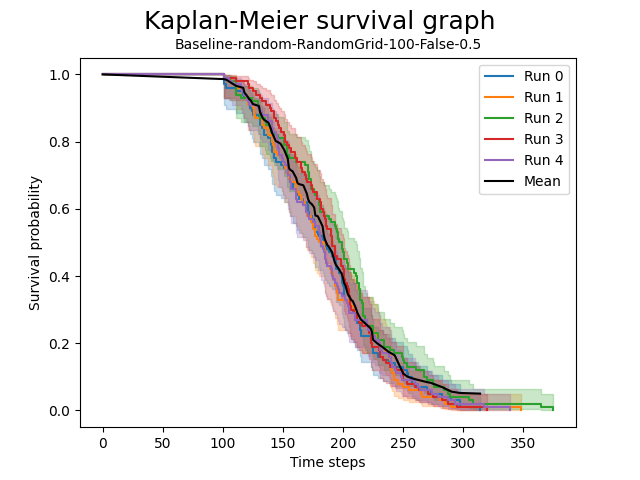 Kaplan-Meier survival graph
Baseline-random-RandomGrid-100-False-0.5
Survival probability
1.0
0.8
0.6
0.4
0.2
0.0
0
50
100
150
200
250
300
350
Time steps
Run 0
Run 1
Run 2
Run 3
Run 4
Mean